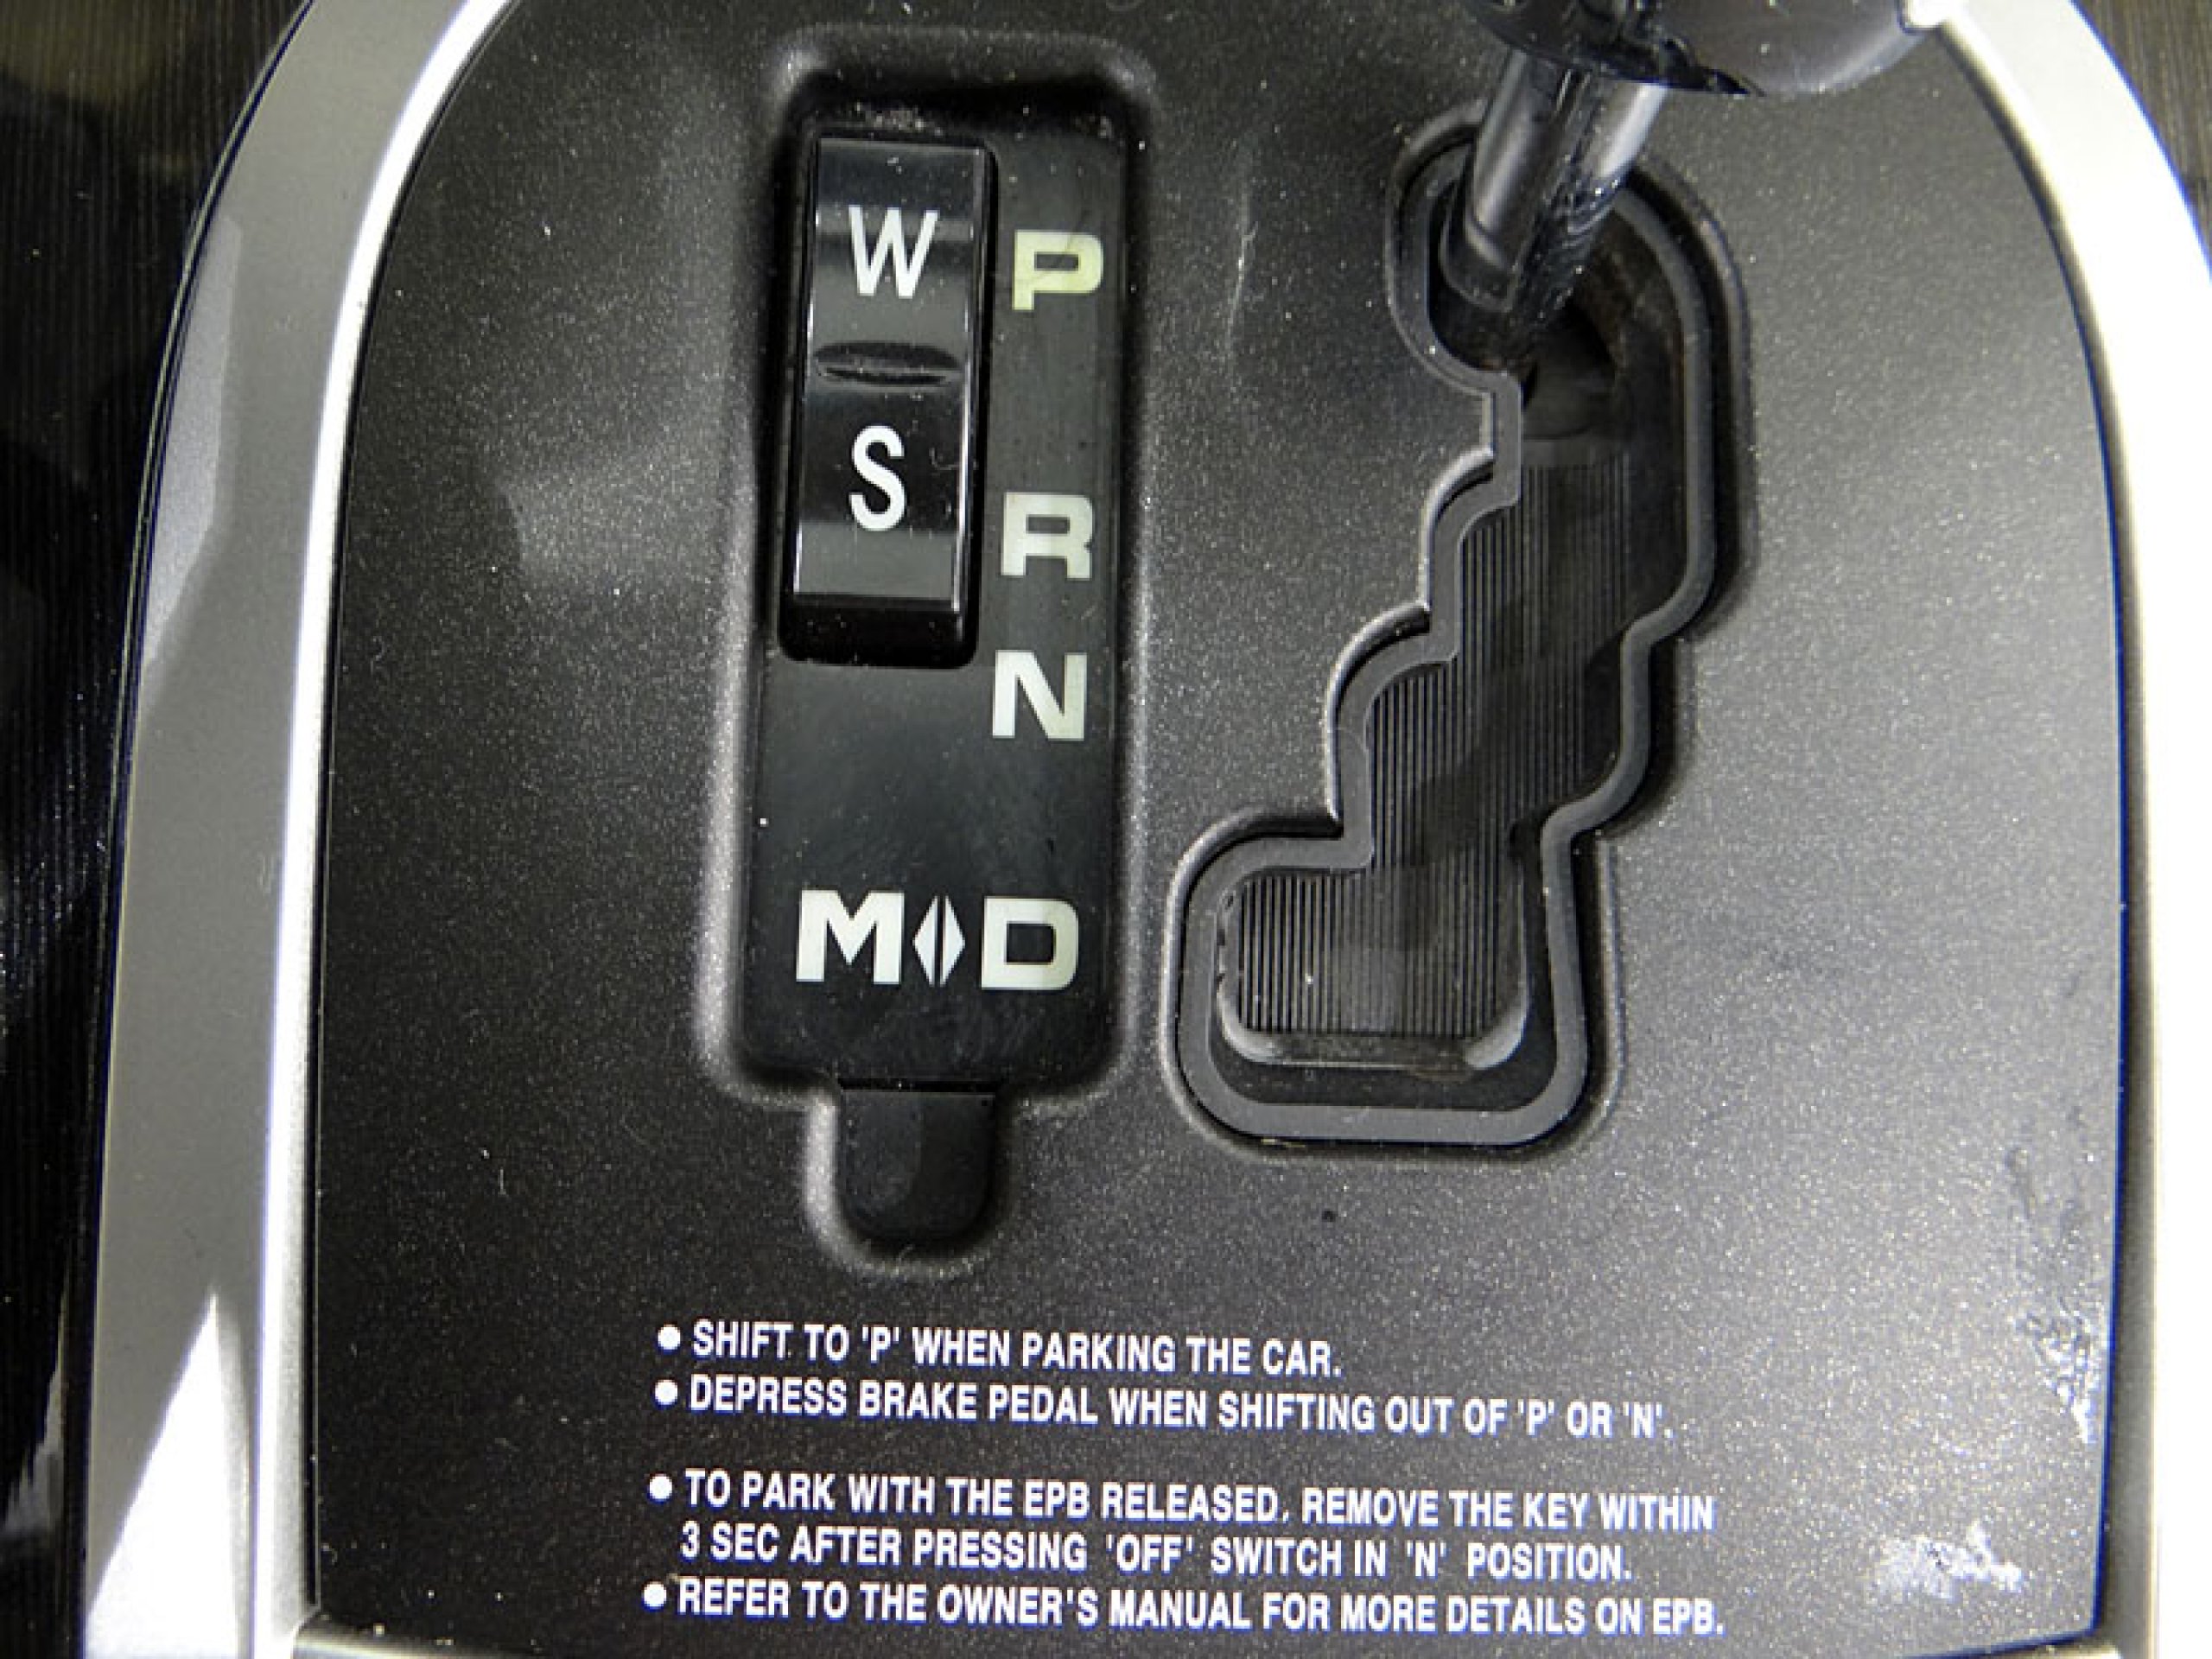 W
P
S
R
N
M D
● SHIFT TO 'P' WHEN PARKING THE CAR.
● DEPRESS BRAKE PEDAL WHEN SHIFTING OUT OF 'P' OR 'N'.
● TO PARK WITH THE EPB RELEASED, REMOVE THE KEY WITHIN
3 SEC AFTER PRESSING 'OFF' SWITCH IN 'N' POSITION.
● REFER TO THE OWNER'S MANUAL FOR MORE DETAILS ON EPB.